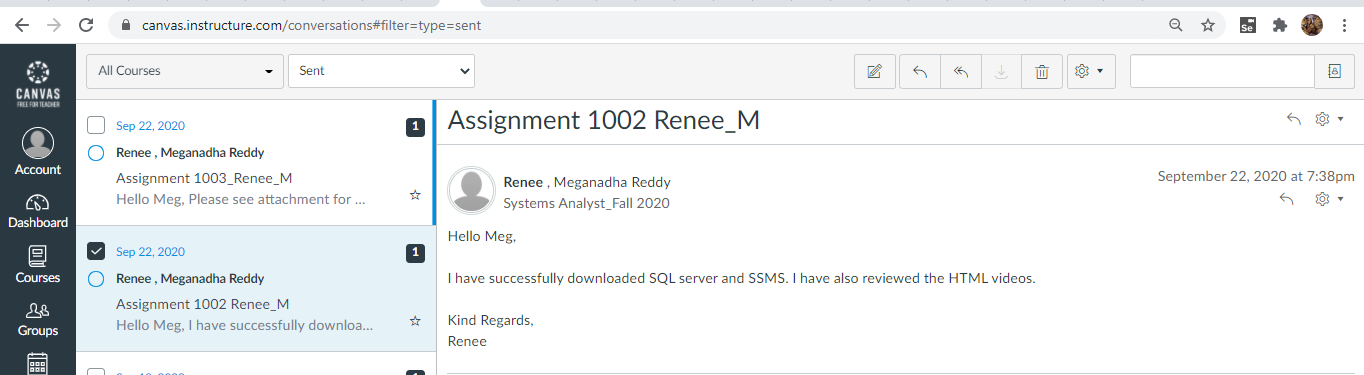 canvas.instructure.com/conversations#filter=type=sent
Se
CANVAS
FREE FOR TEACHER
Account
Dashboard
Courses
Groups
All Courses
Sent
Sep 22, 2020
1
Renee , Meganadha Reddy
Assignment 1003_Renee_M
Hello Meg, Please see attachment for ...
Sep 22, 2020
1
Renee , Meganadha Reddy
Assignment 1002 Renee_M
Hello Meg, I have successfully downloa...
Assignment 1002 Renee_M
Renee , Meganadha Reddy
September 22, 2020 at 7:38pm
Systems Analyst_Fall 2020
Hello Meg,
I have successfully downloaded SQL server and SSMS. I have also reviewed the HTML videos.
Kind Regards,
Renee